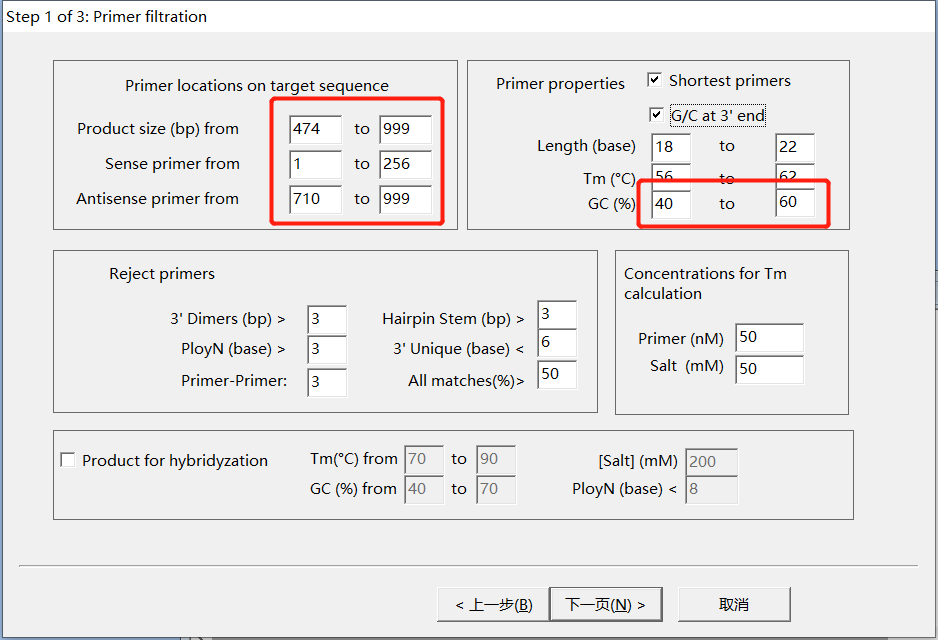 Step 1 of 3: Primer filtration
Primer locations on target sequence
Product size (bp) from 474 to 999
Sense primer from 1 to 256
Antisense primer from 710 to 999
Primer properties
Shortest primers
G/C at 3' end
Length (base) 18 to 22
Tm (°C) 56 to 62
GC (%) 40 to 60
Reject primers
3' Dimers (bp) > 3 Hairpin Stem (bp) > 3
PloyN (base) > 3 3' Unique (base) < 6
Primer-Primer: 3 All matches(%)> 50
Concentrations for Tm
calculation
Primer (nM) 50
Salt (mM) 50
Product for hybridyzation Tm(°C) from 70 to 90 [Salt] (mM) 200
GC (%) from 40 to 70 PloyN (base) < 8
< 上一步(B) 下一页(N) > 取消